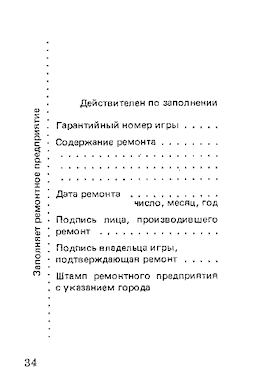 Заполняет ремонтное предприятие
Действителен по заполнении
Гарантийный номер игры . . . . .
Содержание ремонта . . . . . . . .
. . . . . . . . . . . . . . . . . .
. . . . . . . . . . . . . . . . . .
. . . . . . . . . . . . . . . . . .
Дата ремонта . . . . . . . . . . .
число, месяц, год
Подпись лица, производившего
ремонт . . . . . . . . . . . . . .
Подпись владельца игры,
подтверждающая ремонт . . . . .
Штамп ремонтного предприятия
с указанием города
34